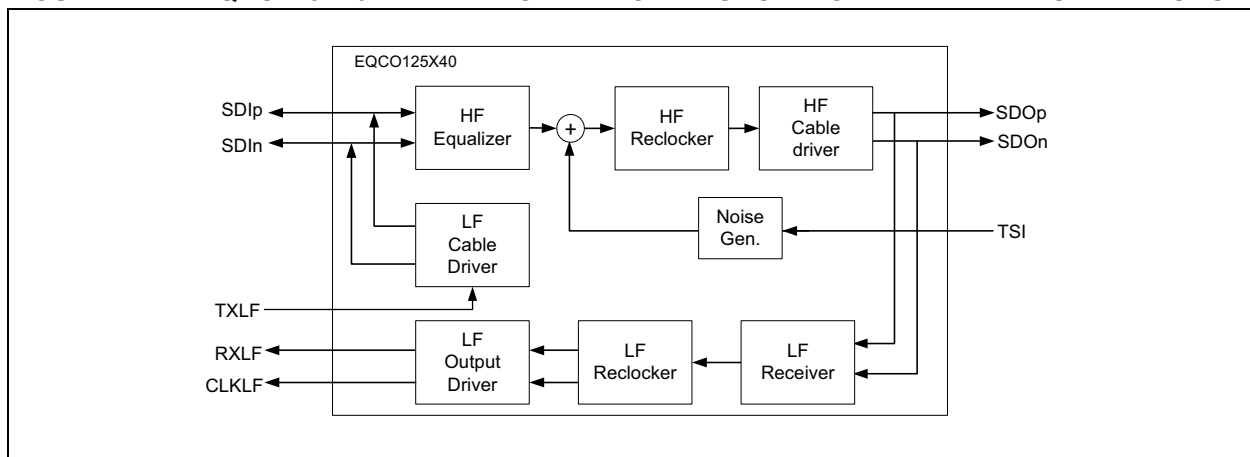 EQCO125X40
SDIp
SDIn
HF
Equalizer
+
HF
Reclocker
HF
Cable
driver
SDOp
SDOn
LF
Cable
Driver
Noise
Gen.
TSI
TXLF
RXLF
CLKLF
LF
Output
Driver
LF
Reclocker
LF
Receiver